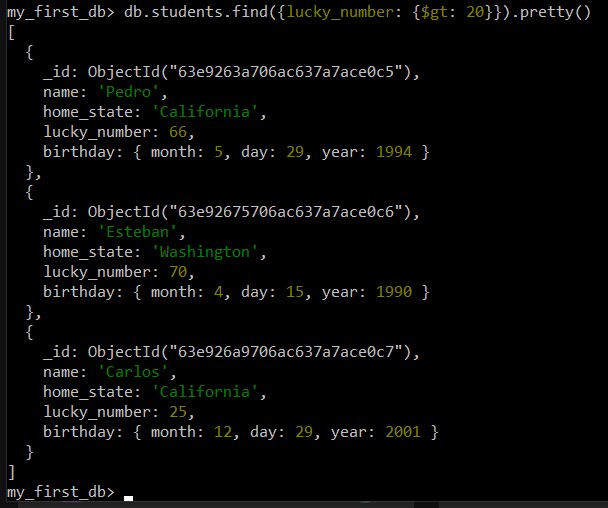 my_first_db> db.students.find({lucky_number: {$gt: 20}}).pretty()
[
  {
    _id: ObjectId("63e9263a706ac637a7ace0c5"),
    name: 'Pedro',
    home_state: 'California',
    lucky_number: 66,
    birthday: { month: 5, day: 29, year: 1994 }
  },
  {
    _id: ObjectId("63e92675706ac637a7ace0c6"),
    name: 'Esteban',
    home_state: 'Washington',
    lucky_number: 70,
    birthday: { month: 4, day: 15, year: 1990 }
  },
  {
    _id: ObjectId("63e926a9706ac637a7ace0c7"),
    name: 'Carlos',
    home_state: 'California',
    lucky_number: 25,
    birthday: { month: 12, day: 29, year: 2001 }
  }
]
my_first_db>